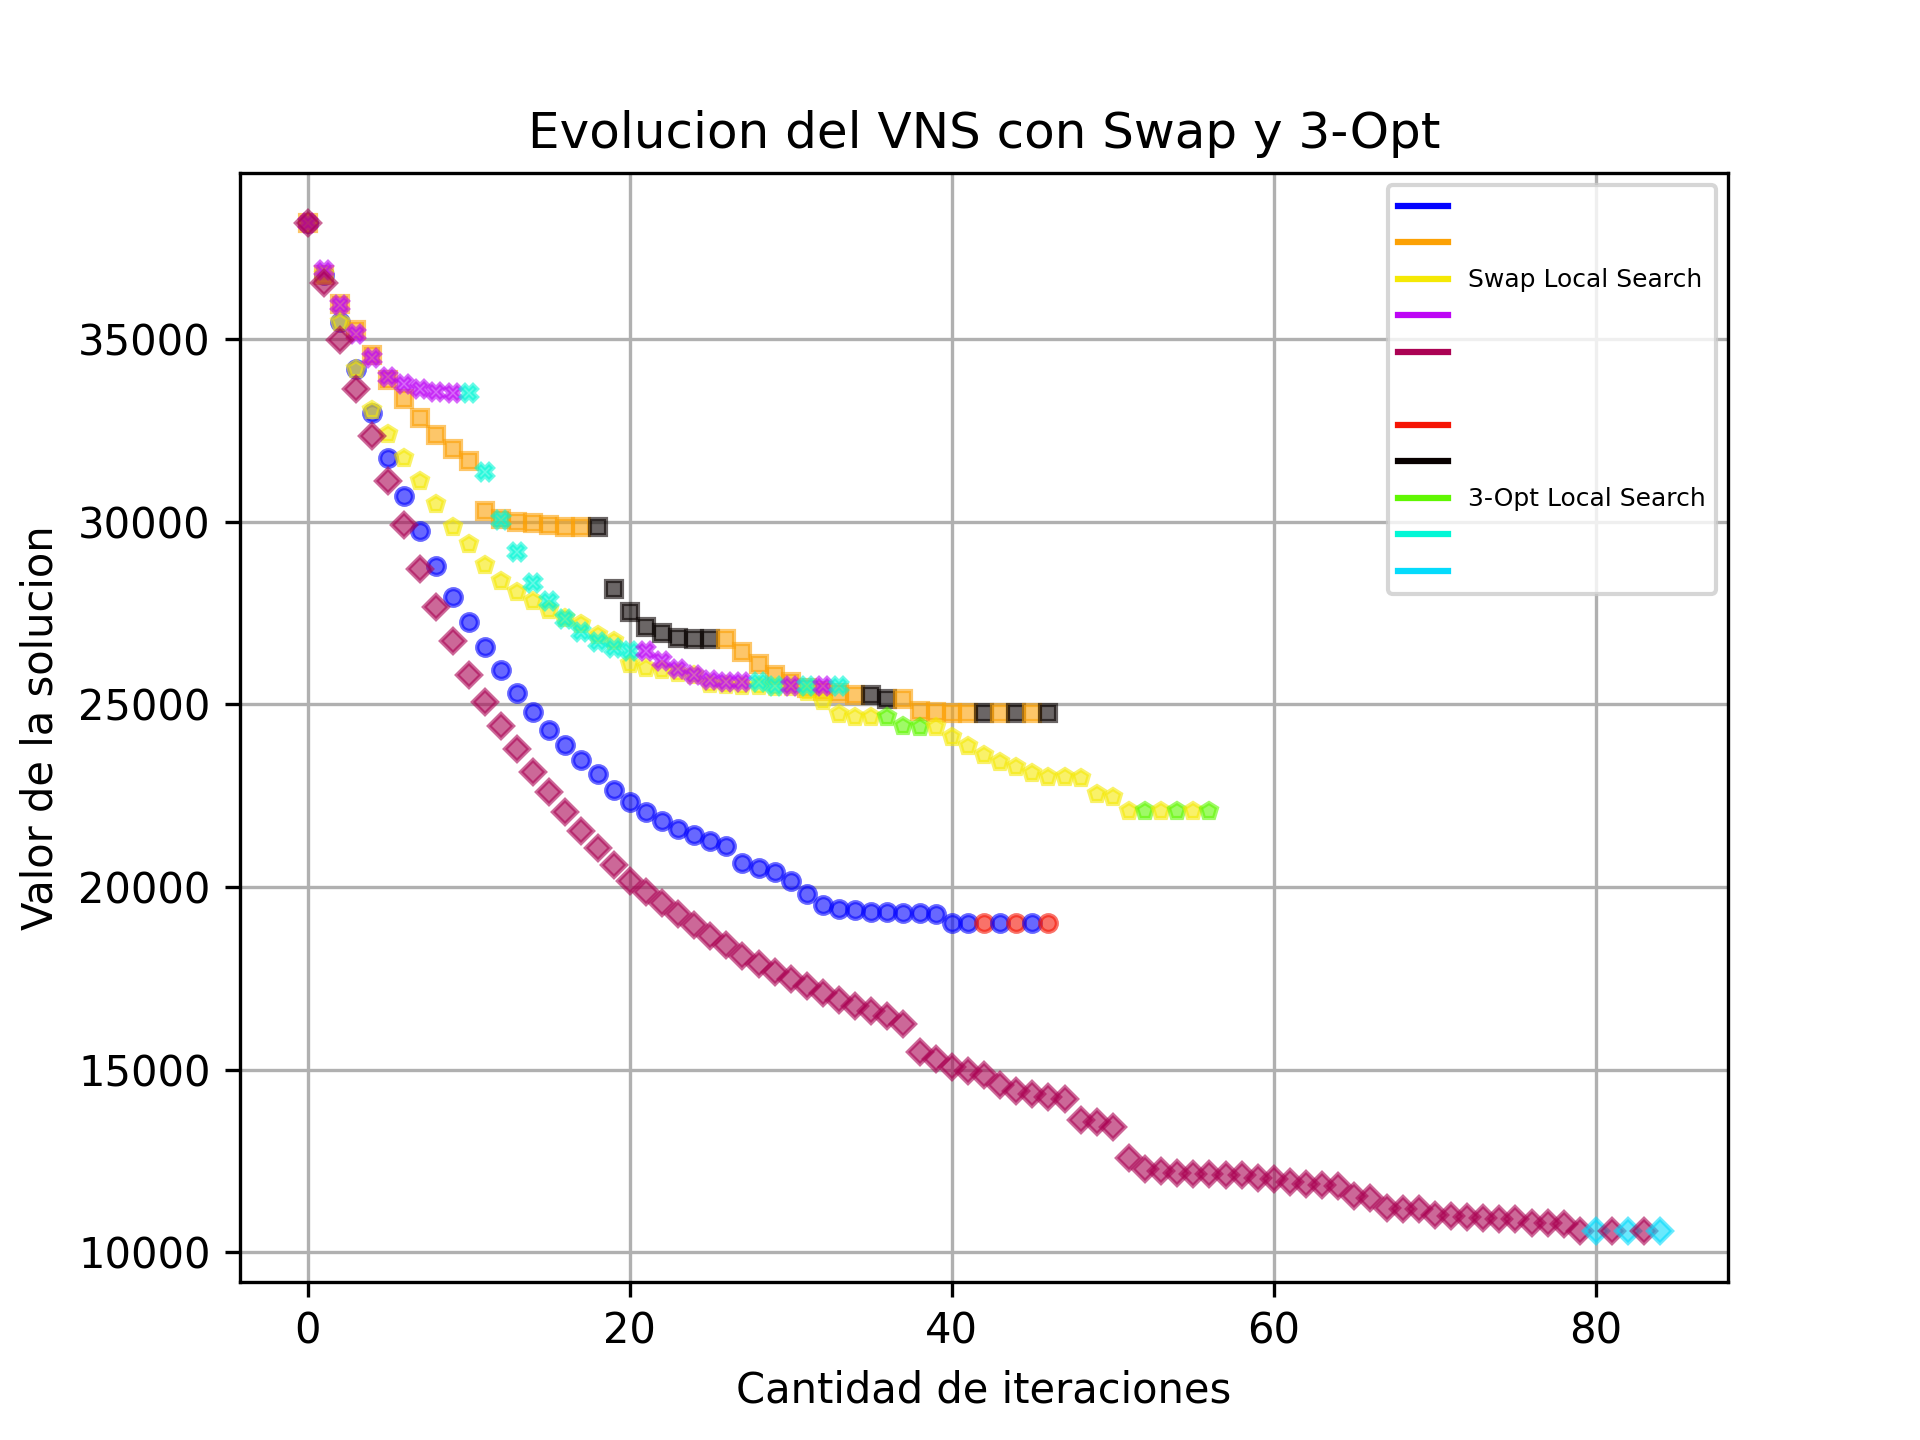 Evolucion del VNS con Swap y 3-Opt
Valor de la solucion
35000
30000
25000
20000
15000
10000
Swap Local Search
3-Opt Local Search
0 20 40 60 80
Cantidad de iteraciones